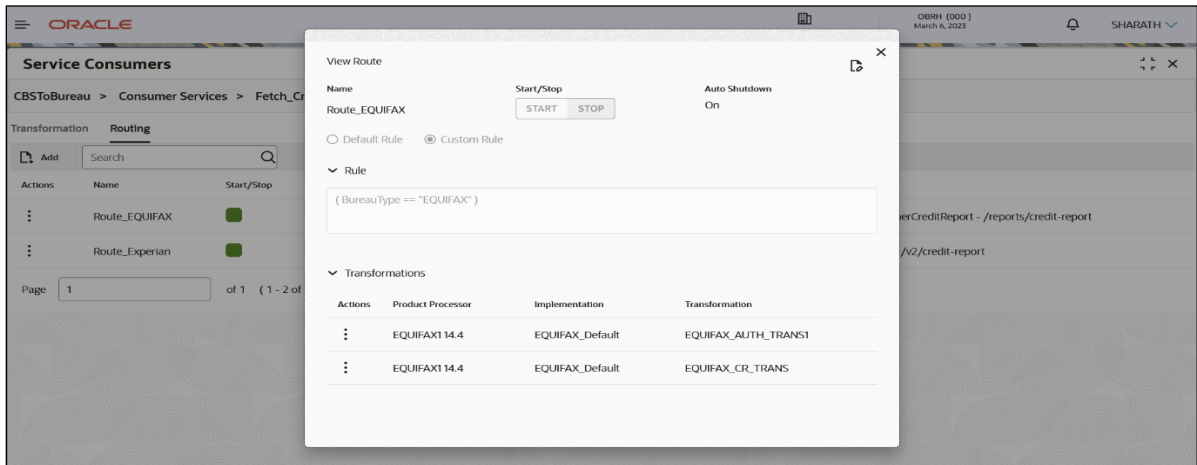 ORACLE
OBRH (000)
March 6, 2023
SHARATH
Service Consumers
CBSToBureau > Consumer Services > Fetch_Cr
Transformation Routing
Add Search
Actions Name Start/Stop
Route_EQUIFAX erCreditReport - /reports/credit-report
Route_Experian /v2/credit-report
Page 1 of 1 (1 - 2 of
View Route
Name Start/Stop Auto Shutdown
Route_EQUIFAX START STOP On
Default Rule Custom Rule
Rule
( BureauType == "EQUIFAX" )
Transformations
Actions Product Processor Implementation Transformation
EQUIFAX1 14.4 EQUIFAX_Default EQUIFAX_AUTH_TRANS1
EQUIFAX1 14.4 EQUIFAX_Default EQUIFAX_CR_TRANS